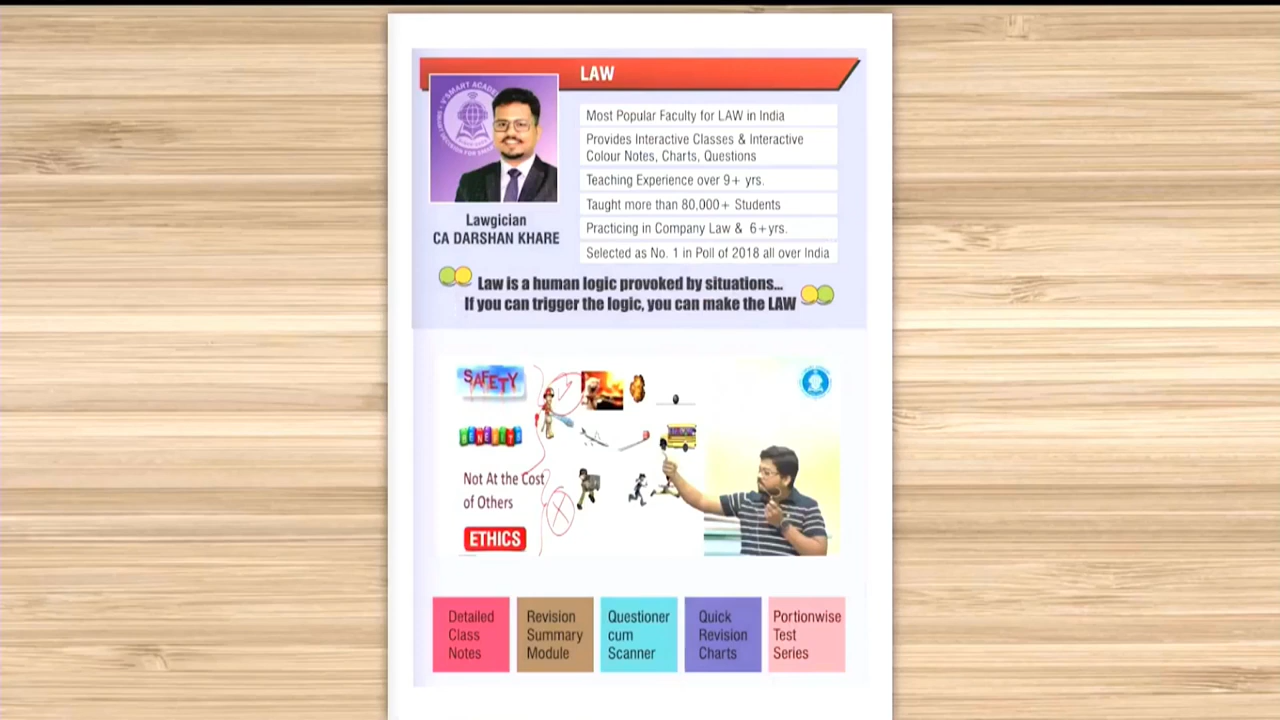 LAW
V'SMART ACADEMY
Most Popular Faculty for LAW in India
Provides Interactive Classes & Interactive
Colour Notes, Charts, Questions
Teaching Experience over 9+ yrs.
Taught more than 80,000+ Students
Practicing in Company Law & 6+yrs.
Selected as No. 1 in Poll of 2018 all over India
Lawgician
CA DARSHAN KHARE
Law is a human logic provoked by situations...
If you can trigger the logic, you can make the LAW
SAFETY
BENEFITS
Not At the Cost
of Others
ETHICS
Detailed
Class
Notes
Revision
Summary
Module
Questioner
cum
Scanner
Quick
Revision
Charts
Portionwise
Test
Series